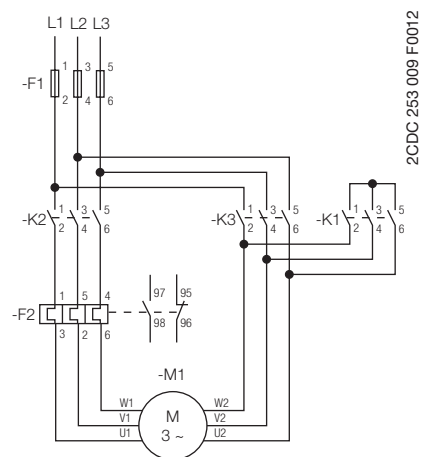 L1 L2 L3
2CDC 253 009 F0012
1 3 5
-F1
2 4 6
1 3 5
-K2
2 4 6
1 3 5
-K3
2 4 6
1 3 5
-K1
2 4 6
1 5 4
-F2
3 2 6
97 95
98 96
-M1
W1 W2
V1 M V2
U1 3 ~ U2